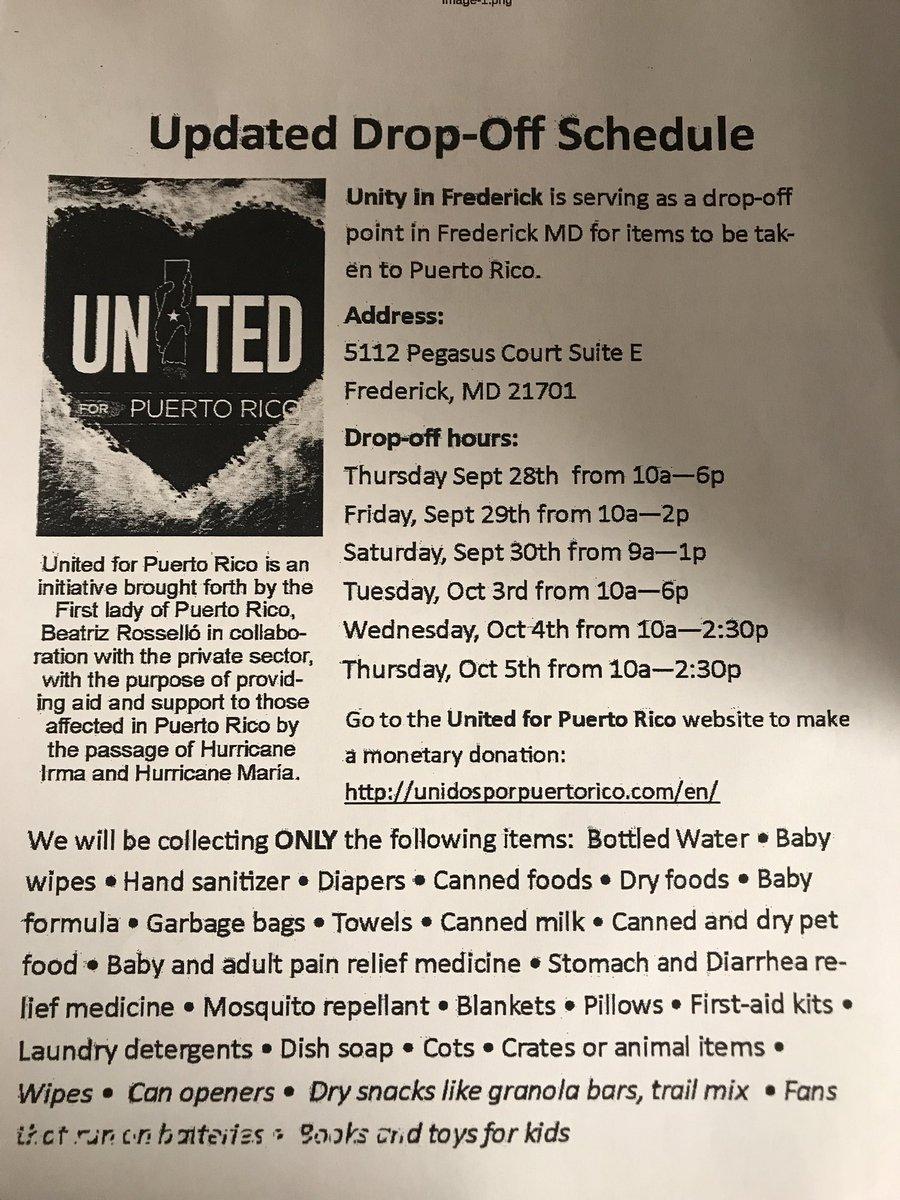 image-1.png
Updated Drop-Off Schedule
UNITED
FOR PUERTO RICO
United for Puerto Rico is an
initiative brought forth by the
First lady of Puerto Rico,
Beatriz Rosselló in collabo-
ration with the private sector,
with the purpose of provid-
ing aid and support to those
affected in Puerto Rico by
the passage of Hurricane
Irma and Hurricane María.
Unity in Frederick is serving as a drop-off
point in Frederick MD for items to be tak-
en to Puerto Rico.
Address:
5112 Pegasus Court Suite E
Frederick, MD 21701
Drop-off hours:
Thursday Sept 28th from 10a—6p
Friday, Sept 29th from 10a—2p
Saturday, Sept 30th from 9a—1p
Tuesday, Oct 3rd from 10a—6p
Wednesday, Oct 4th from 10a—2:30p
Thursday, Oct 5th from 10a—2:30p
Go to the United for Puerto Rico website to make
a monetary donation:
http://unidosporpuertorico.com/en/
We will be collecting ONLY the following items: Bottled Water • Baby
wipes • Hand sanitizer • Diapers • Canned foods • Dry foods • Baby
formula • Garbage bags • Towels • Canned milk • Canned and dry pet
food • Baby and adult pain relief medicine • Stomach and Diarrhea re-
lief medicine • Mosquito repellant • Blankets • Pillows • First-aid kits •
Laundry detergents • Dish soap • Cots • Crates or animal items •
Wipes • Can openers • Dry snacks like granola bars, trail mix • Fans
that run on batteries • Books and toys for kids